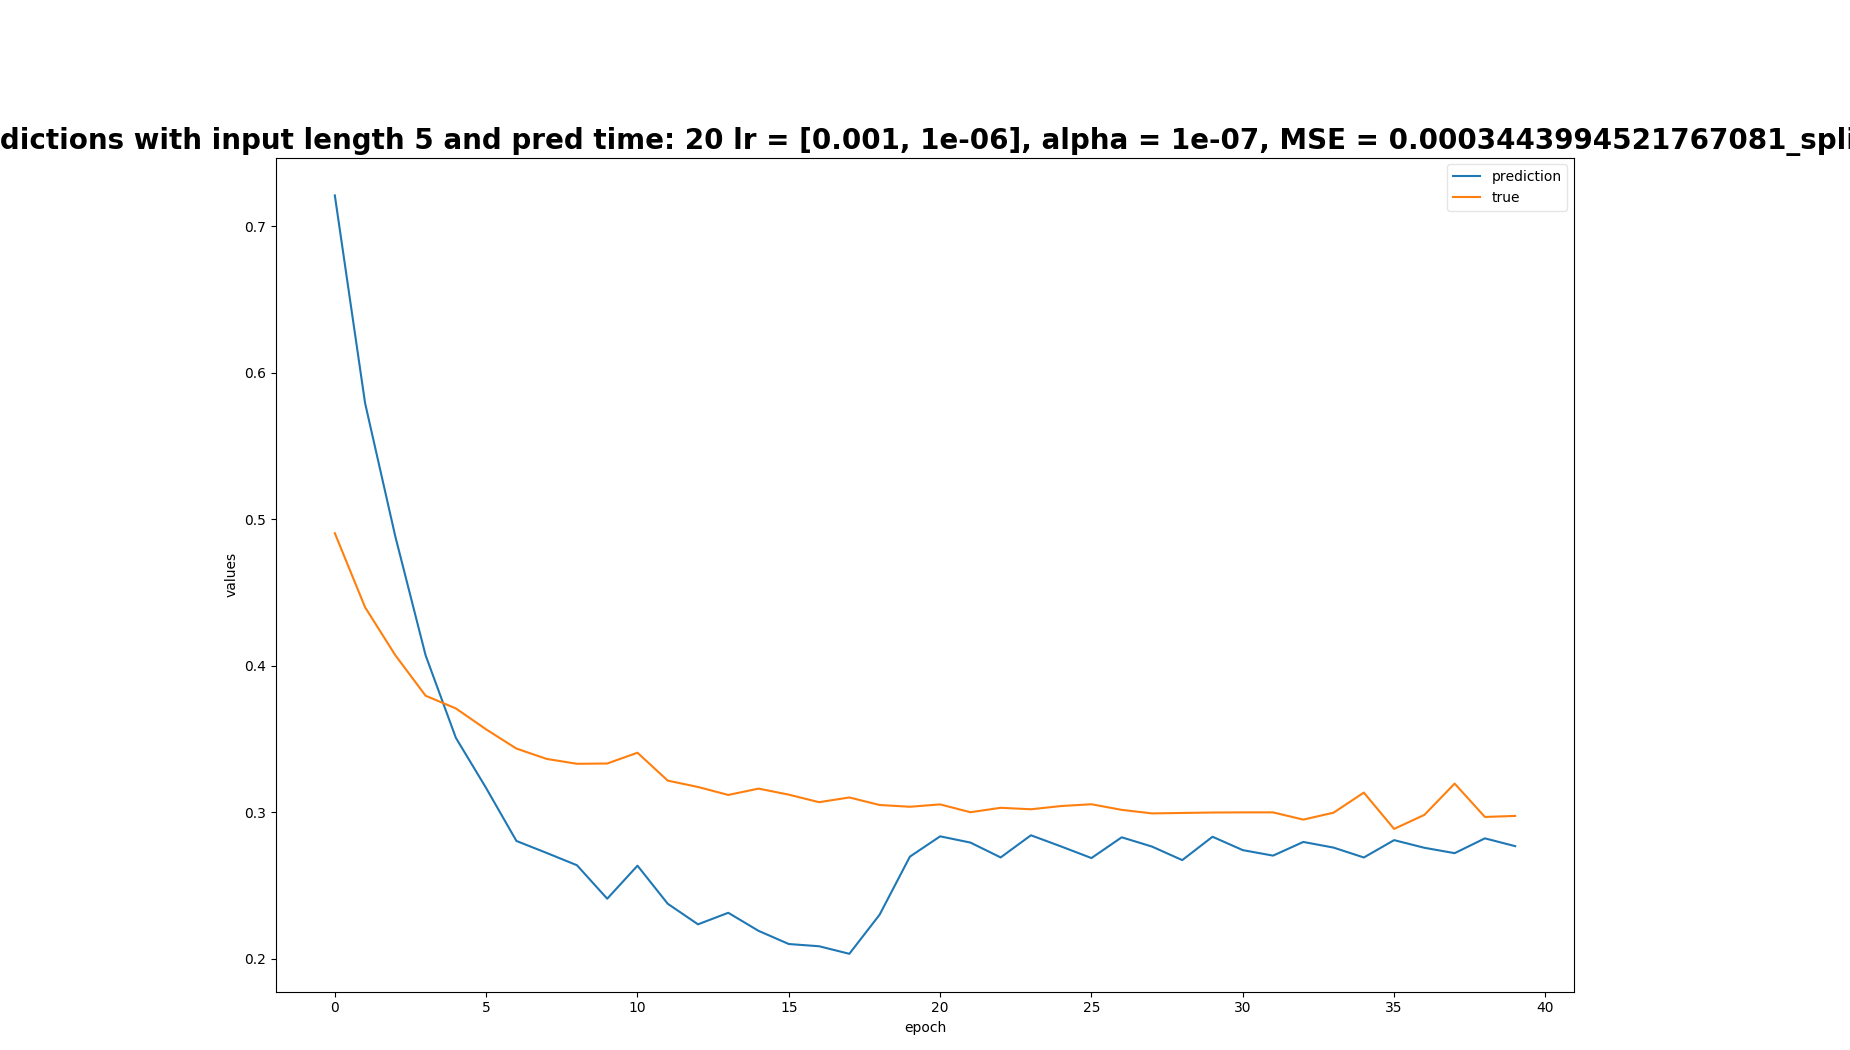 dictions with input length 5 and pred time: 20 lr = [0.001, 1e-06], alpha = 1e-07, MSE = 0.0003443994521767081_spli
prediction
true
0.7
0.6
0.5
0.4
0.3
0.2
values
0 5 10 15 20 25 30 35 40
epoch